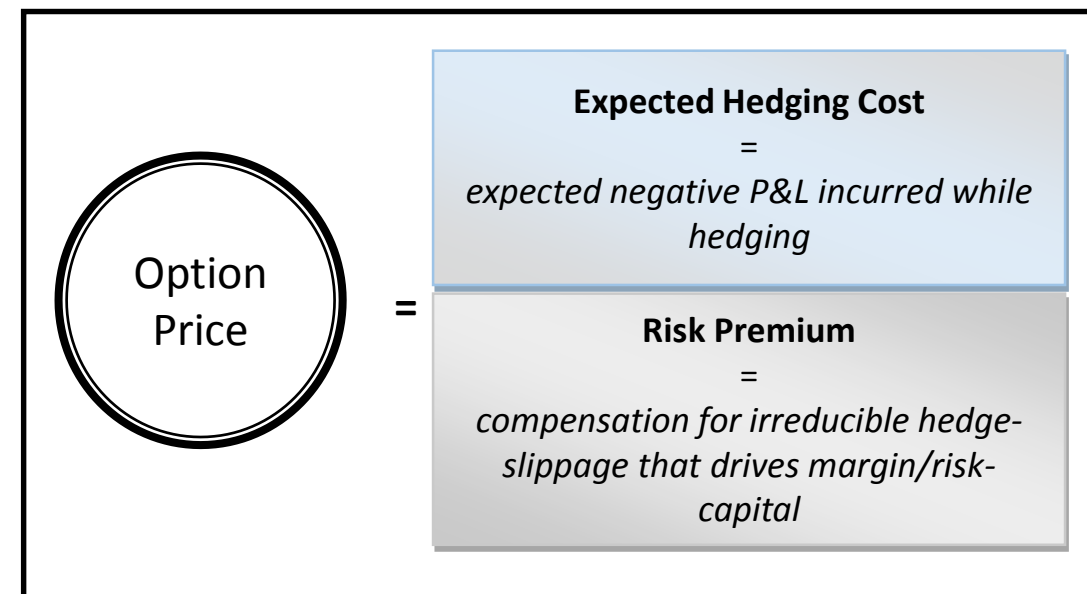 Option
Price
=
Expected Hedging Cost
=
expected negative P&L incurred while
hedging
Risk Premium
=
compensation for irreducible hedge-
slippage that drives margin/risk-
capital